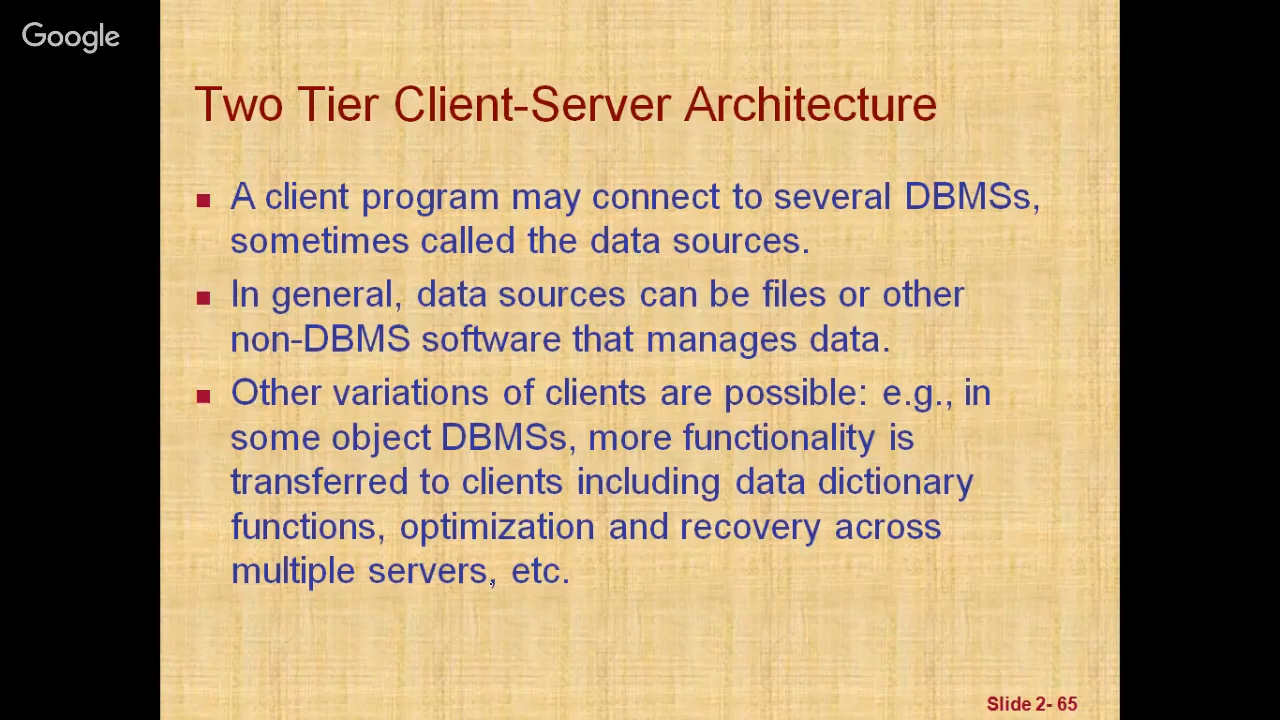 Google
Two Tier Client-Server Architecture
A client program may connect to several DBMSs,
sometimes called the data sources.
In general, data sources can be files or other
non-DBMS software that manages data.
Other variations of clients are possible: e.g., in
some object DBMSs, more functionality is
transferred to clients including data dictionary
functions, optimization and recovery across
multiple servers, etc.
Slide 2- 65